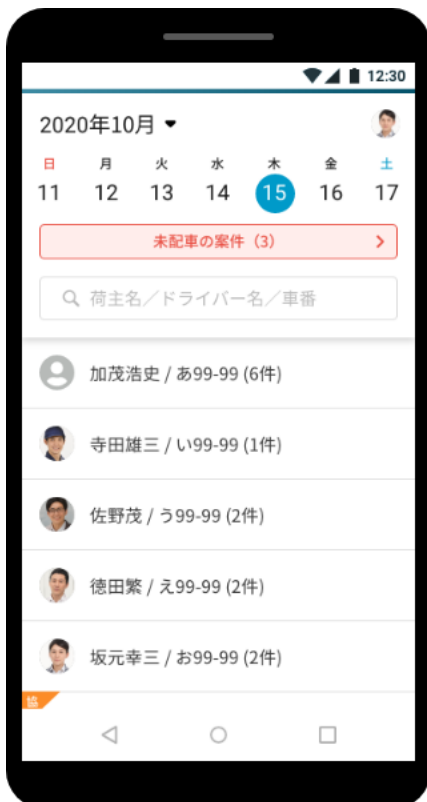 12:30
2020年10月
日 月 火 水 木 金 土
11 12 13 14 15 16 17
未配車の案件（3）
荷主名／ドライバー名／車番
加茂浩史 / あ99-99 (6件)
寺田雄三 / い99-99 (1件)
佐野茂 / う99-99 (2件)
徳田繁 / え99-99 (2件)
坂元幸三 / お99-99 (2件)
協